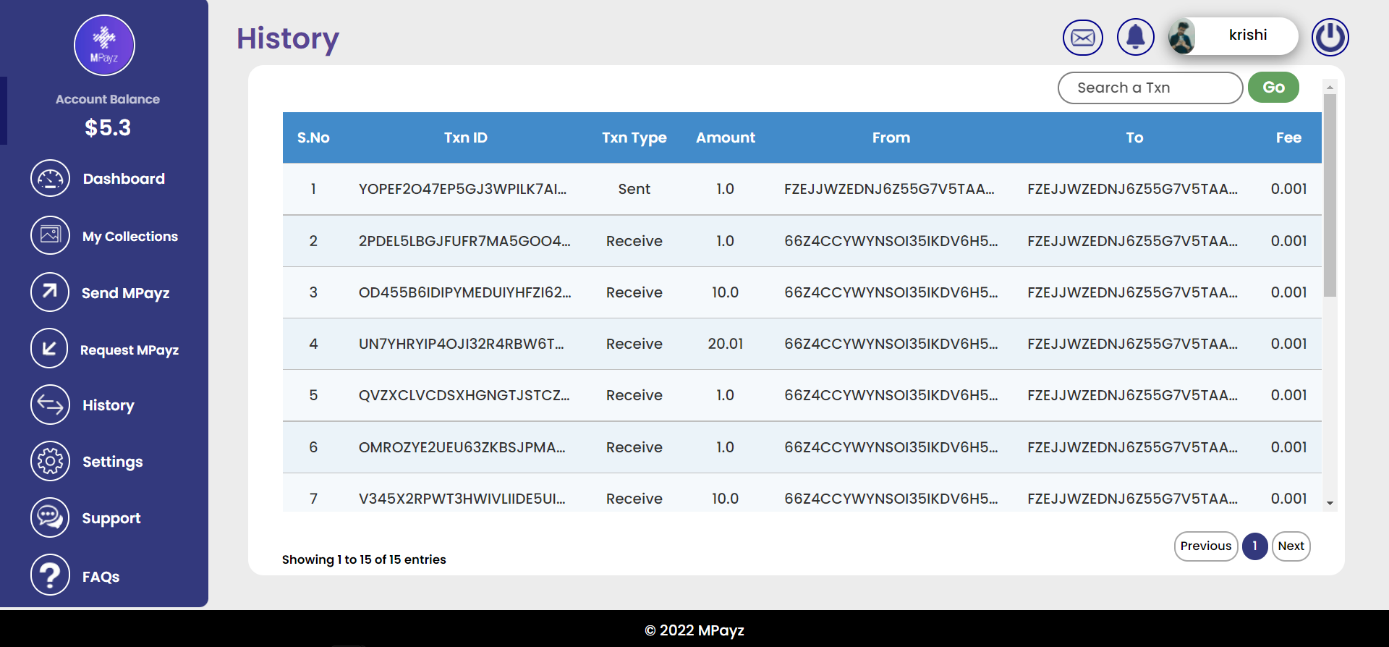 MPayz
Account Balance
$5.3
Dashboard
My Collections
Send MPayz
Request MPayz
History
Settings
Support
FAQs
History
krishi
Search a Txn Go
S.No Txn ID Txn Type Amount From To Fee
1 YOPEF2O47EP5GJ3WPILK7AI... Sent 1.0 FZEJJWZEDNJ6Z55G7V5TAA... FZEJJWZEDNJ6Z55G7V5TAA... 0.001
2 2PDEL5LBGJFUFR7MA5GOO4... Receive 1.0 66Z4CCYWYNSOI35IKDV6H5... FZEJJWZEDNJ6Z55G7V5TAA... 0.001
3 OD455B6IDIPYMEDUIYHFZI62... Receive 10.0 66Z4CCYWYNSOI35IKDV6H5... FZEJJWZEDNJ6Z55G7V5TAA... 0.001
4 UN7YHRYIP4OJI32R4RBW6T... Receive 20.01 66Z4CCYWYNSOI35IKDV6H5... FZEJJWZEDNJ6Z55G7V5TAA... 0.001
5 QVZXCLVCDSXHGNGTJSTCZ... Receive 1.0 66Z4CCYWYNSOI35IKDV6H5... FZEJJWZEDNJ6Z55G7V5TAA... 0.001
6 OMROZYE2UEU63ZKBSJPMA... Receive 1.0 66Z4CCYWYNSOI35IKDV6H5... FZEJJWZEDNJ6Z55G7V5TAA... 0.001
7 V345X2RPWT3HWIVLIIDE5UI... Receive 10.0 66Z4CCYWYNSOI35IKDV6H5... FZEJJWZEDNJ6Z55G7V5TAA... 0.001
Showing 1 to 15 of 15 entries
Previous 1 Next
© 2022 MPayz